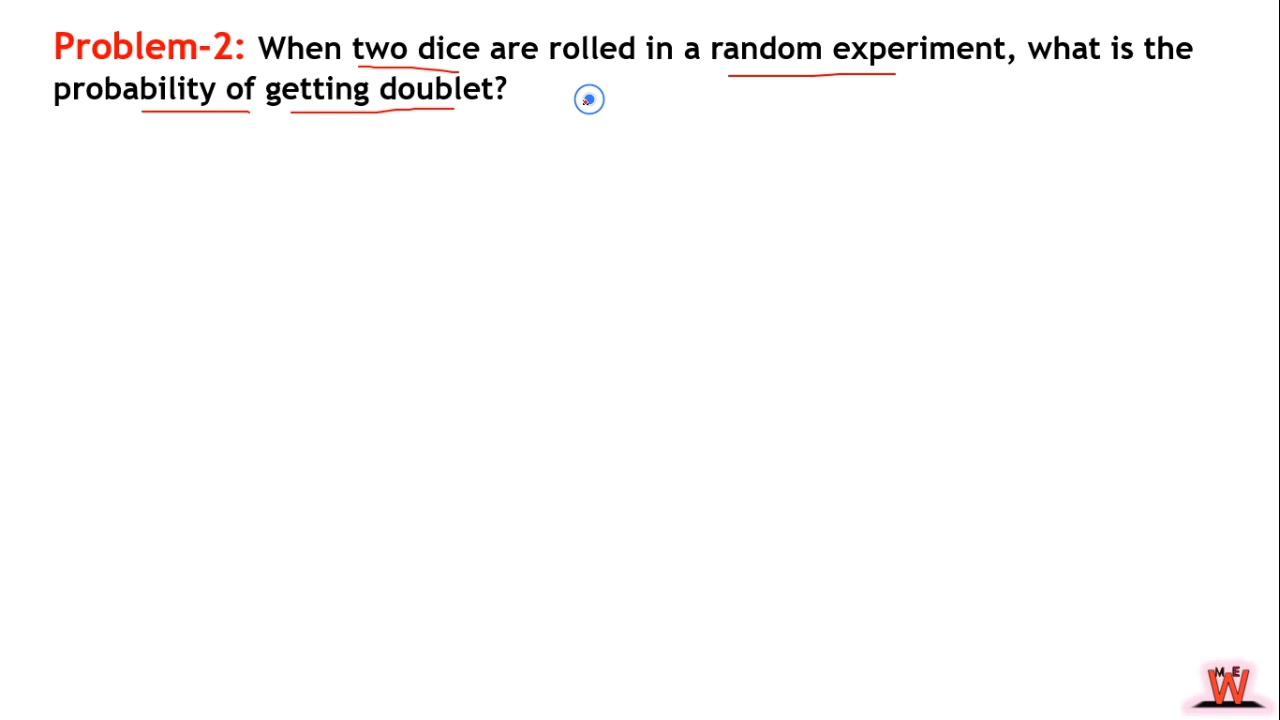 Problem-2: When two dice are rolled in a random experiment, what is the
probability of getting doublet?
M E
W